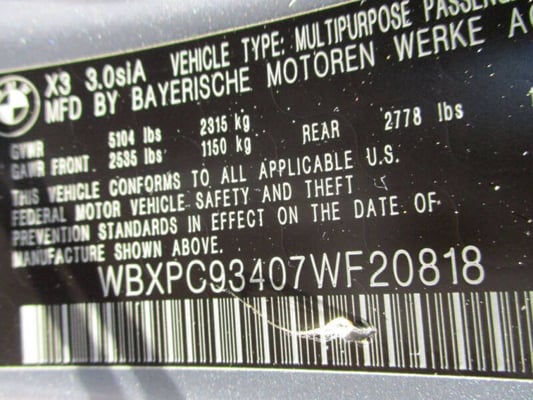 X3 3.0siA VEHICLE TYPE: MULTIPURPOSE PASSENG
MFD BY BAYERISCHE MOTOREN WERKE AG
GVWR 5104 lbs 2315 kg
GAWR FRONT 2535 lbs 1150 kg REAR 2778 lbs
THIS VEHICLE CONFORMS TO ALL APPLICABLE U.S.
FEDERAL MOTOR VEHICLE SAFETY AND THEFT
PREVENTION STANDARDS IN EFFECT ON THE DATE OF
MANUFACTURE SHOWN ABOVE.
WBXPC93407WF20818